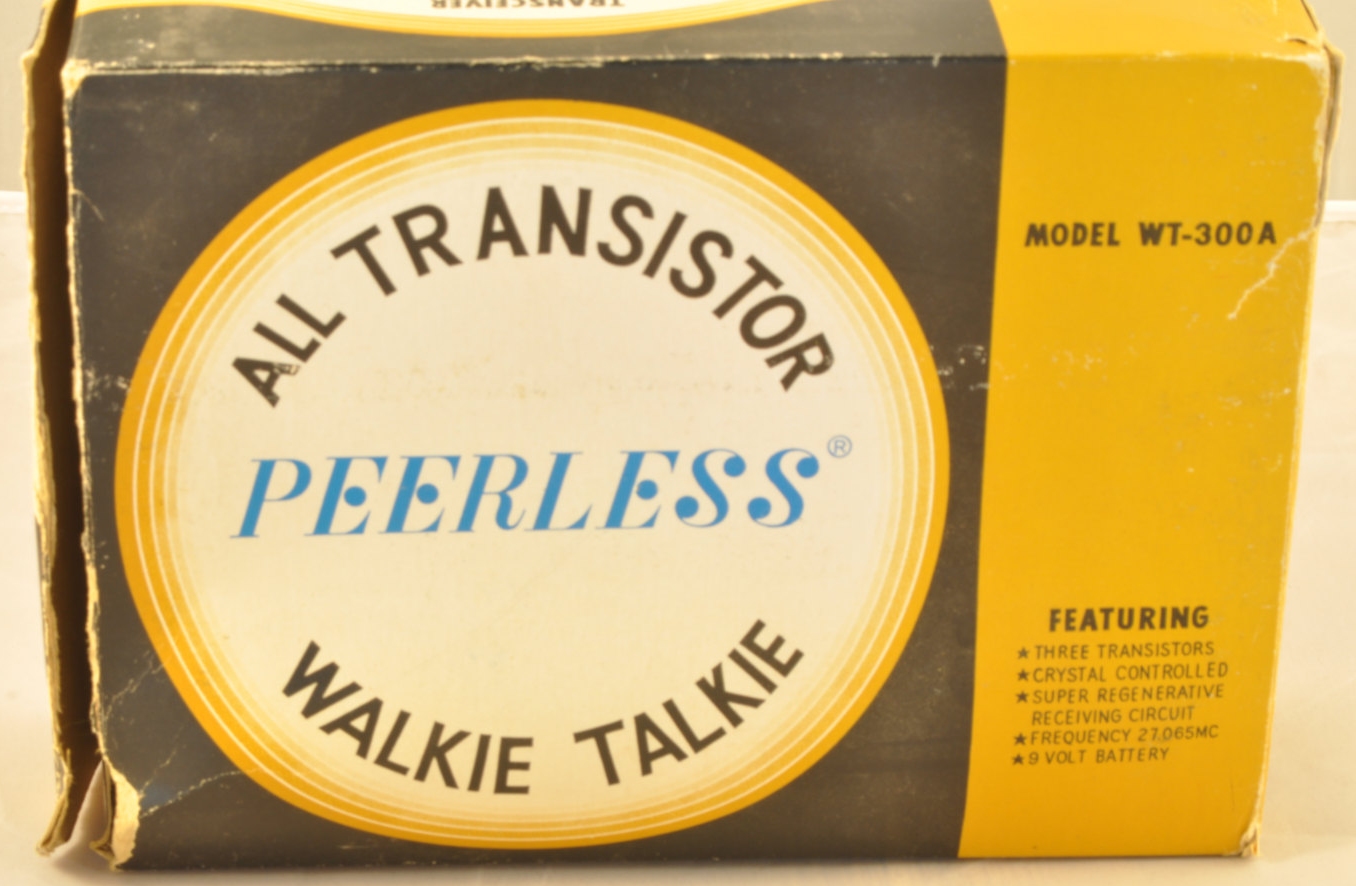 TRANSCEIVER
ALL TRANSISTOR
PEERLESS®
WALKIE TALKIE
MODEL WT-300A
FEATURING
★THREE TRANSISTORS
★CRYSTAL CONTROLLED
★SUPER REGENERATIVE
RECEIVING CIRCUIT
★FREQUENCY 27.065MC
★9 VOLT BATTERY